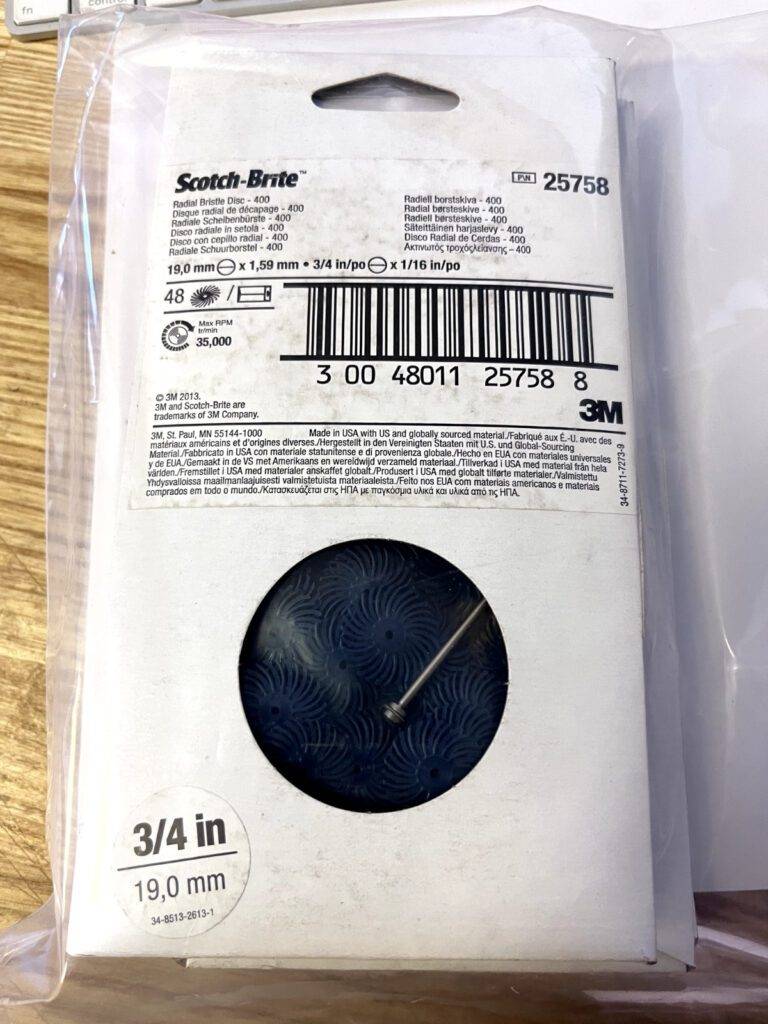 fn
control
Scotch-Brite™
P\N 25758
Radial Bristle Disc - 400
Disque radial de décapage - 400
Radiale Scheibenbürste - 400
Disco radiale in setola - 400
Disco con cepillo radial - 400
Radiale Schuurborstel - 400
Radiell borstskiva - 400
Radial børsteskive - 400
Radiell børsteskive - 400
Säteittäinen harjaslevy - 400
Disco Radial de Cerdas - 400
Ακτινωτός τροχόςλείανσης – 400
19,0 mm x 1,59 mm • 3/4 in/po x 1/16 in/po
48 /
Max RPM
tr/min
35,000
3 00 48011 25758 8
© 3M 2013.
3M and Scotch-Brite are
trademarks of 3M Company.
3M
3M, St. Paul, MN 55144-1000 Made in USA with US and globally sourced material./Fabriqué aux É.-U. avec des
matériaux américains et d'origines diverses./Hergestellt in den Vereinigten Staaten mit U.S. und Global-Sourcing
Material./Fabbricato in USA con materiale statunitense e di provenienza globale./Hecho en EUA con materiales universales
y de EUA./Gemaakt in de VS met Amerikaans en wereldwijd verzameld materiaal./Tillverkad i USA med material från hela
världen./Fremstillet i USA med materialer anskaffet globalt./Produsert i USA med globalt tilførte materialer./Valmistettu
Yhdysvalloissa maailmanlaajuisesti valmistetuista materiaaleista./Feito nos EUA com materiais americanos e materiais
comprados em todo o mundo./Κατασκευάζεται στις ΗΠΑ με παγκόσμια υλικά και υλικά από τις ΗΠΑ.
34-8711-7273-9
3/4 in
19,0 mm
34-8513-2613-1